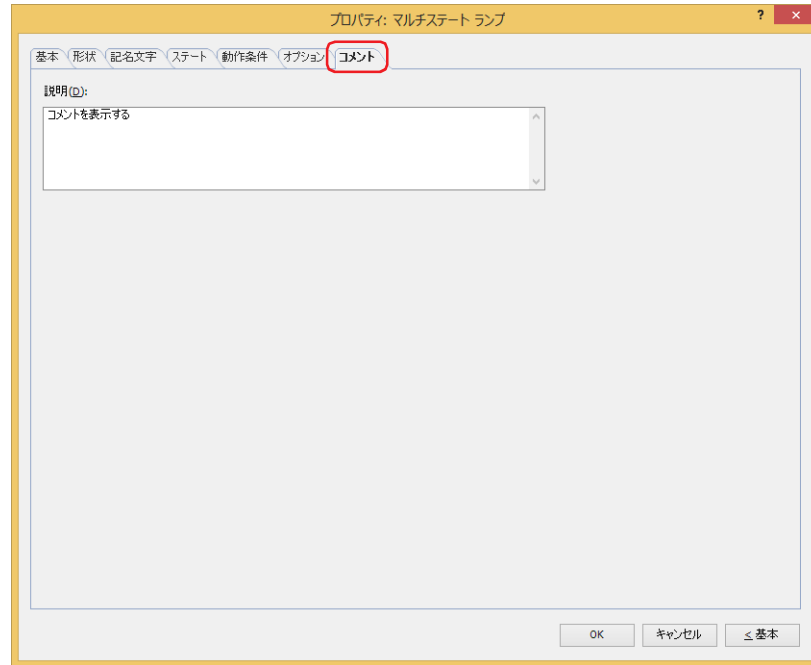 プロパティ: マルチステート ランプ ? ×
基本 形状 記名文字 ステート 動作条件 オプション コメント
説明(D):
コメントを表示する
OK キャンセル < 基本